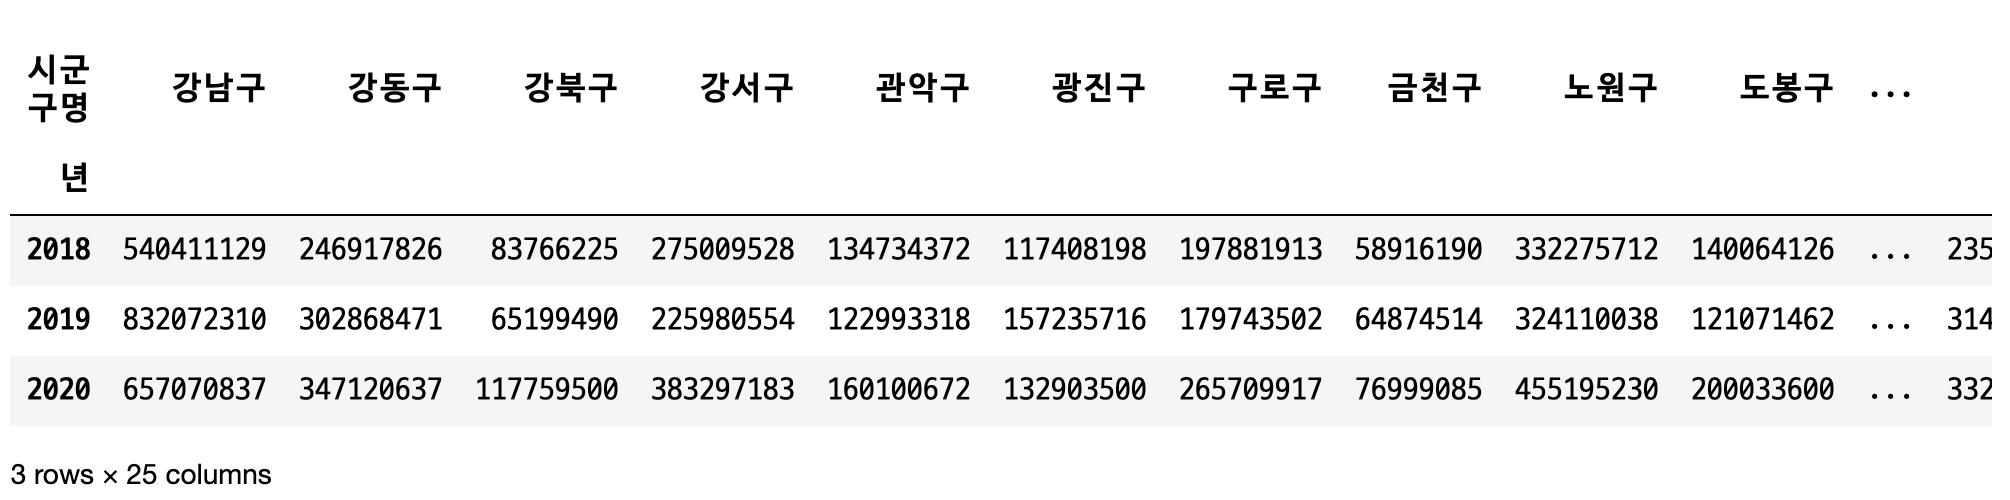 시군구명 강남구 강동구 강북구 강서구 관악구 광진구 구로구 금천구 노원구 도봉구 ...
년
2018 540411129 246917826 83766225 275009528 134734372 117408198 197881913 58916190 332275712 140064126 ... 235
2019 832072310 302868471 65199490 225980554 122993318 157235716 179743502 64874514 324110038 121071462 ... 314
2020 657070837 347120637 117759500 383297183 160100672 132903500 265709917 76999085 455195230 200033600 ... 332
3 rows × 25 columns